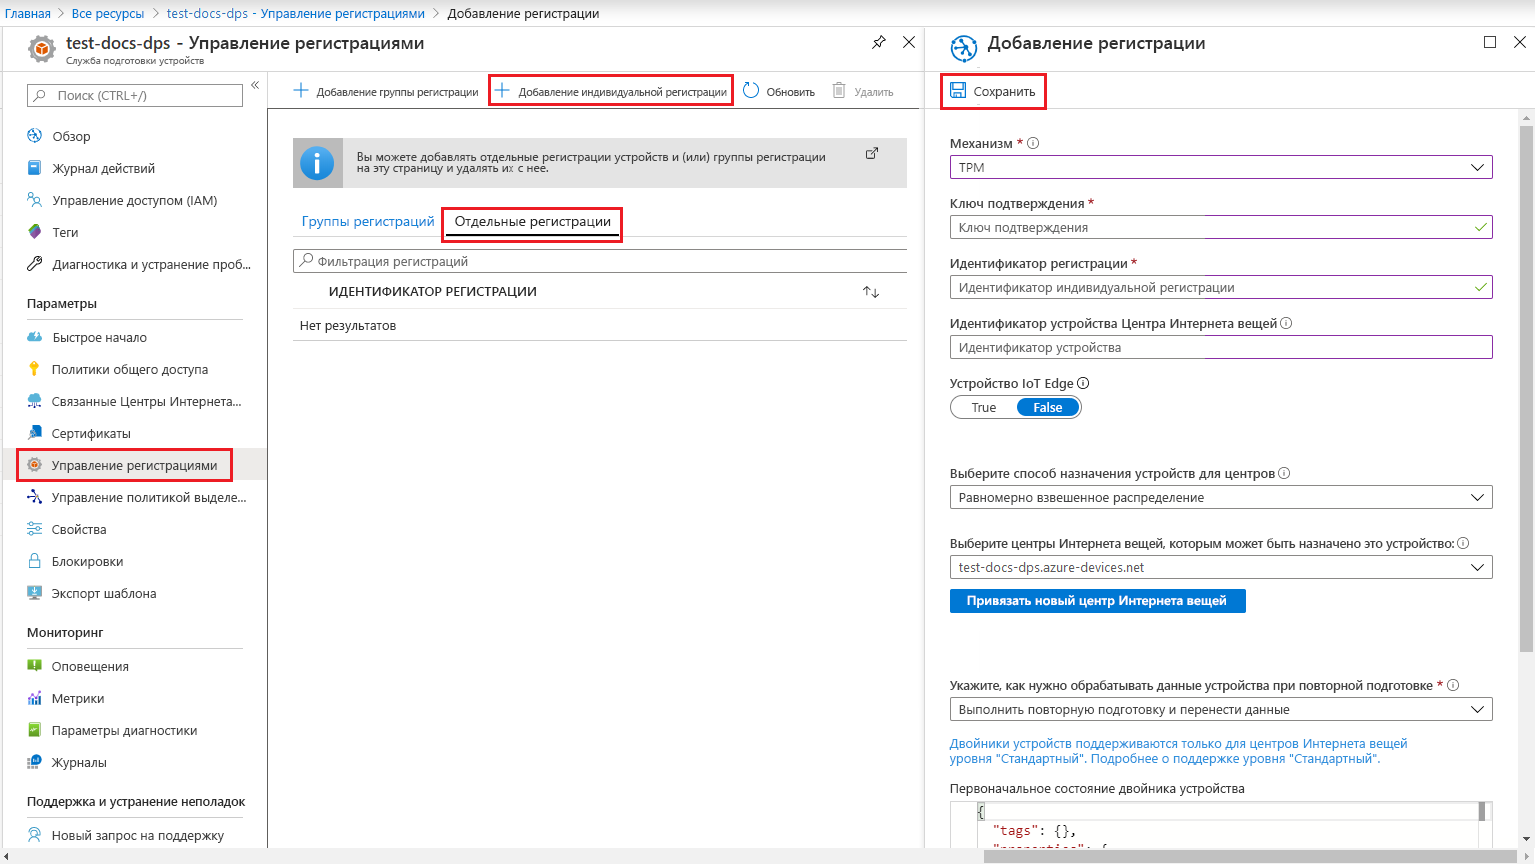 Главная > Все ресурсы > test-docs-dps - Управление регистрациями > Добавление регистрации
test-docs-dps - Управление регистрациями
Служба подготовки устройств
Поиск (CTRL+/)
«
Обзор
Журнал действий
Управление доступом (IAM)
Теги
Диагностика и устранение проб...
Параметры
Быстрое начало
Политики общего доступа
Связанные Центры Интернета...
Сертификаты
Управление регистрациями
Управление политикой выделе...
Свойства
Блокировки
Экспорт шаблона
Мониторинг
Оповещения
Метрики
Параметры диагностики
Журналы
Поддержка и устранение неполадок
Новый запрос на поддержку
Добавление группы регистрации
Добавление индивидуальной регистрации
Обновить
Удалить
Вы можете добавлять отдельные регистрации устройств и (или) группы регистрации
на эту страницу и удалять их с нее.
Группы регистраций
Отдельные регистрации
Фильтрация регистраций
ИДЕНТИФИКАТОР РЕГИСТРАЦИИ
Нет результатов
Добавление регистрации
Сохранить
Механизм *
TPM
Ключ подтверждения *
Ключ подтверждения
Идентификатор регистрации *
Идентификатор индивидуальной регистрации
Идентификатор устройства Центра Интернета вещей
Идентификатор устройства
Устройство IoT Edge
True False
Выберите способ назначения устройств для центров
Равномерно взвешенное распределение
Выберите центры Интернета вещей, которым может быть назначено это устройство:
test-docs-dps.azure-devices.net
Привязать новый центр Интернета вещей
Укажите, как нужно обрабатывать данные устройства при повторной подготовке *
Выполнить повторную подготовку и перенести данные
Двойники устройств поддерживаются только для центров Интернета вещей
уровня "Стандартный". Подробнее о поддержке уровня "Стандартный".
Первоначальное состояние двойника устройства
{
"tags": {},
"properties": {